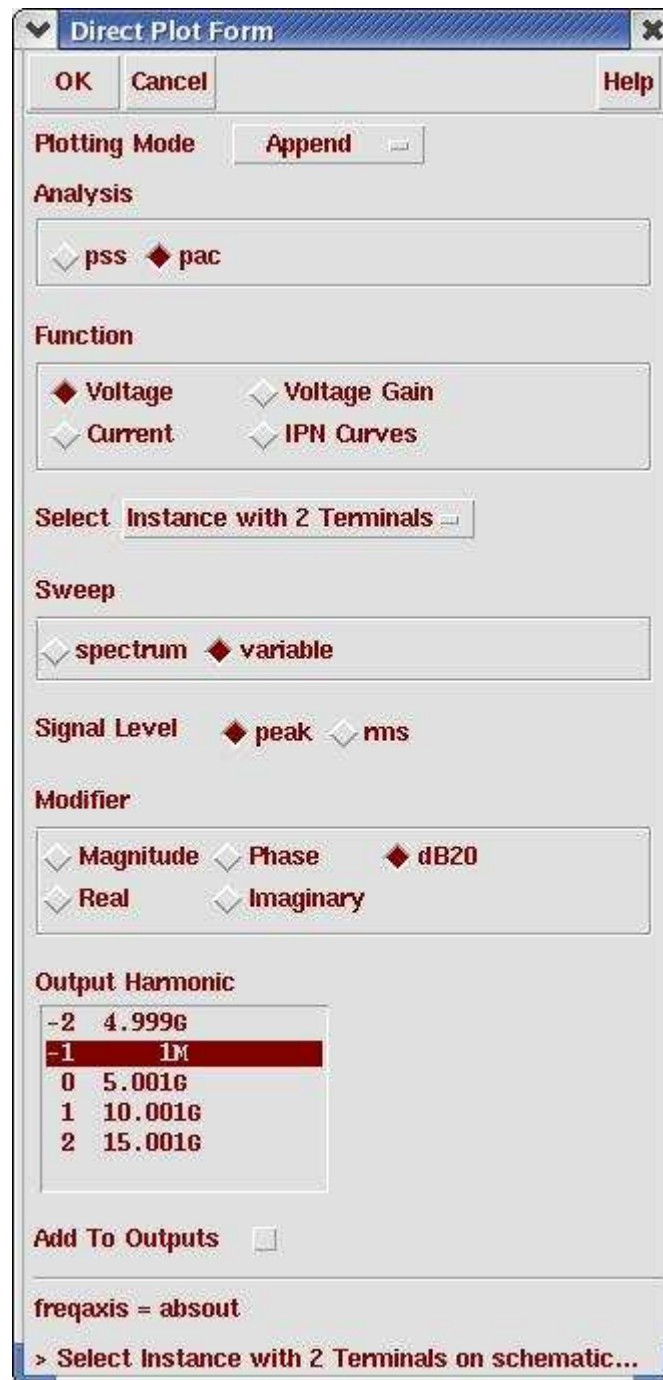 Direct Plot Form
OK Cancel Help
Plotting Mode Append
Analysis
pss pac
Function
Voltage Voltage Gain
Current IPN Curves
Select Instance with 2 Terminals
Sweep
spectrum variable
Signal Level peak rms
Modifier
Magnitude Phase dB20
Real Imaginary
Output Harmonic
-2 4.999G
-1 1M
0 5.001G
1 10.001G
2 15.001G
Add To Outputs
freqaxis = absout
> Select Instance with 2 Terminals on schematic...